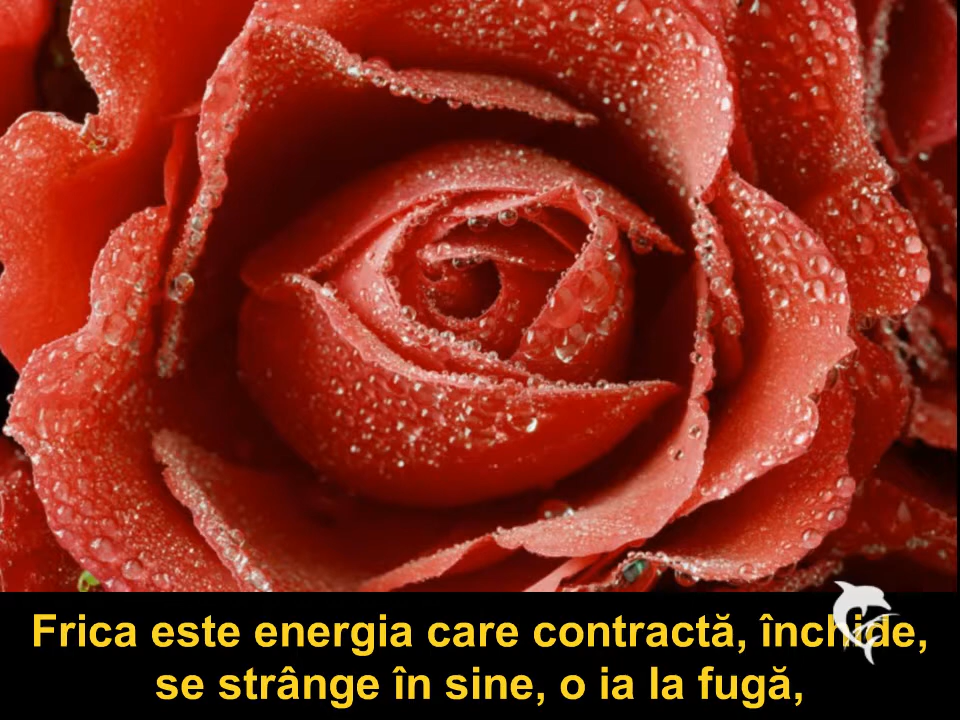 Frica este energia care contractă, închide,
se strânge în sine, o ia la fugă,